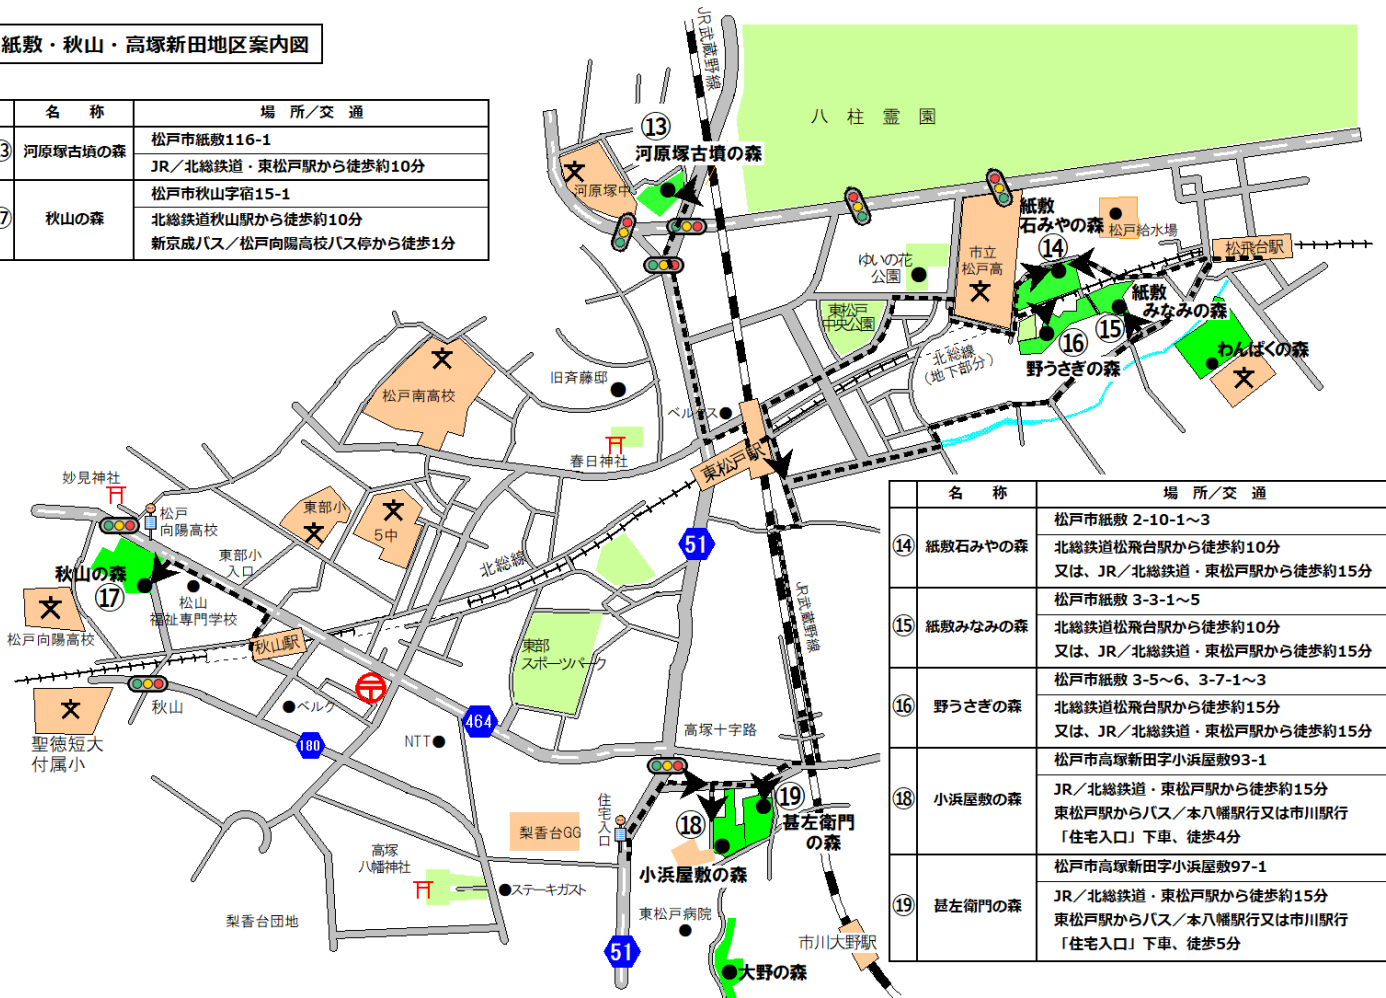 紙敷・秋山・高塚新田地区案内図
名　称
場　所／交　通
河原塚古墳の森
松戸市紙敷116-1
JR／北総鉄道・東松戸駅から徒歩約10分
秋山の森
松戸市秋山字宿15-1
北総鉄道秋山駅から徒歩約10分
新京成バス／松戸向陽高校バス停から徒歩1分
JR武蔵野線
⑬
河原塚古墳の森
河原塚中
八柱霊園
紙敷
石みやの森
⑭
松戸給水場
松飛台駅
市立
松戸高
ゆいの花
公園
東松戸
中央公園
紙敷
みなみの森
⑮
⑯
野うさぎの森
わんぱくの森
北総線
（地下部分）
松戸南高校
旧斉藤邸
ベルクス
春日神社
東松戸駅
妙見神社
松戸
向陽高校
東部小
5中
東部小
入口
北総線
51
秋山の森
⑰
松山
福祉専門学校
松戸向陽高校
秋山駅
東部
スポーツパーク
JR武蔵野線
秋山
ベルク
聖徳短大
付属小
180
464
NTT
高塚十字路
住宅入口
梨香台GG
⑱
⑲
甚左衛門
の森
小浜屋敷の森
高塚
八幡神社
ステーキガスト
梨香台団地
東松戸病院
51
市川大野駅
大野の森
名　称
場　所／交　通
⑭
紙敷石みやの森
松戸市紙敷 2-10-1～3
北総鉄道松飛台駅から徒歩約10分
又は、JR／北総鉄道・東松戸駅から徒歩約15分
⑮
紙敷みなみの森
松戸市紙敷 3-3-1～5
北総鉄道松飛台駅から徒歩約10分
又は、JR／北総鉄道・東松戸駅から徒歩約15分
⑯
野うさぎの森
松戸市紙敷 3-5～6、3-7-1～3
北総鉄道松飛台駅から徒歩約15分
又は、JR／北総鉄道・東松戸駅から徒歩約15分
⑱
小浜屋敷の森
松戸市高塚新田字小浜屋敷93-1
JR／北総鉄道・東松戸駅から徒歩約15分
東松戸駅からバス／本八幡駅行又は市川駅行
「住宅入口」下車、徒歩4分
⑲
甚左衛門の森
松戸市高塚新田字小浜屋敷97-1
JR／北総鉄道・東松戸駅から徒歩約15分
東松戸駅からバス／本八幡駅行又は市川駅行
「住宅入口」下車、徒歩5分